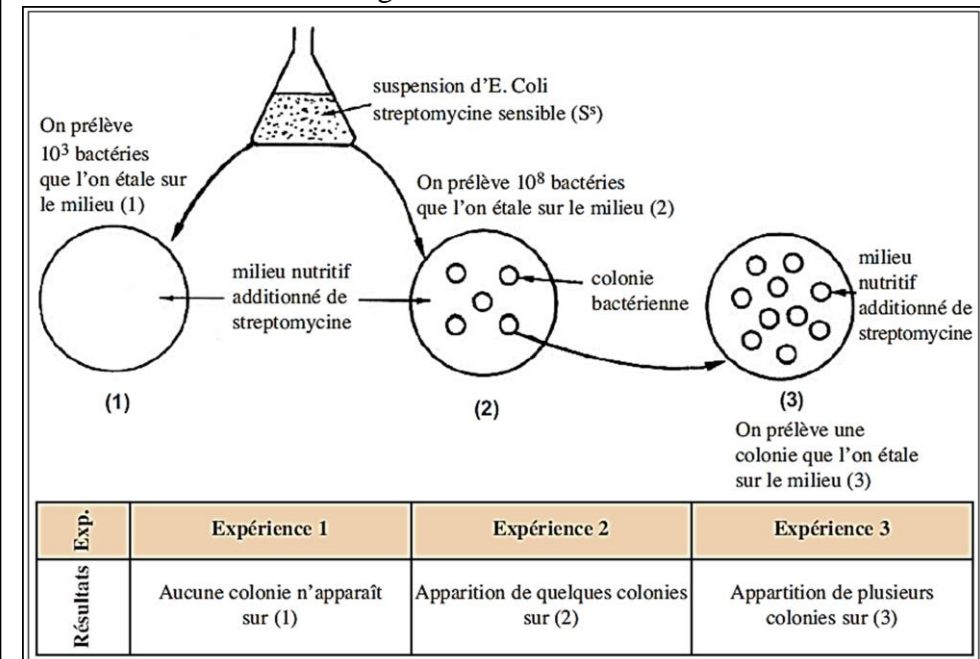 suspension d'E. Coli
streptomycine sensible (Sˢ)
On prélève
10³ bactéries
que l'on étale sur
le milieu (1)
On prélève 10⁸ bactéries
que l'on étale sur le milieu (2)
milieu nutritif
additionné de
streptomycine
colonie
bactérienne
milieu
nutritif
additionné de
streptomycine
(1)
(2)
(3)
On prélève une
colonie que l'on étale
sur le milieu (3)
Exp.
Expérience 1
Expérience 2
Expérience 3
Résultats
Aucune colonie n'apparaît
sur (1)
Apparition de quelques colonies
sur (2)
Appartition de plusieurs
colonies sur (3)